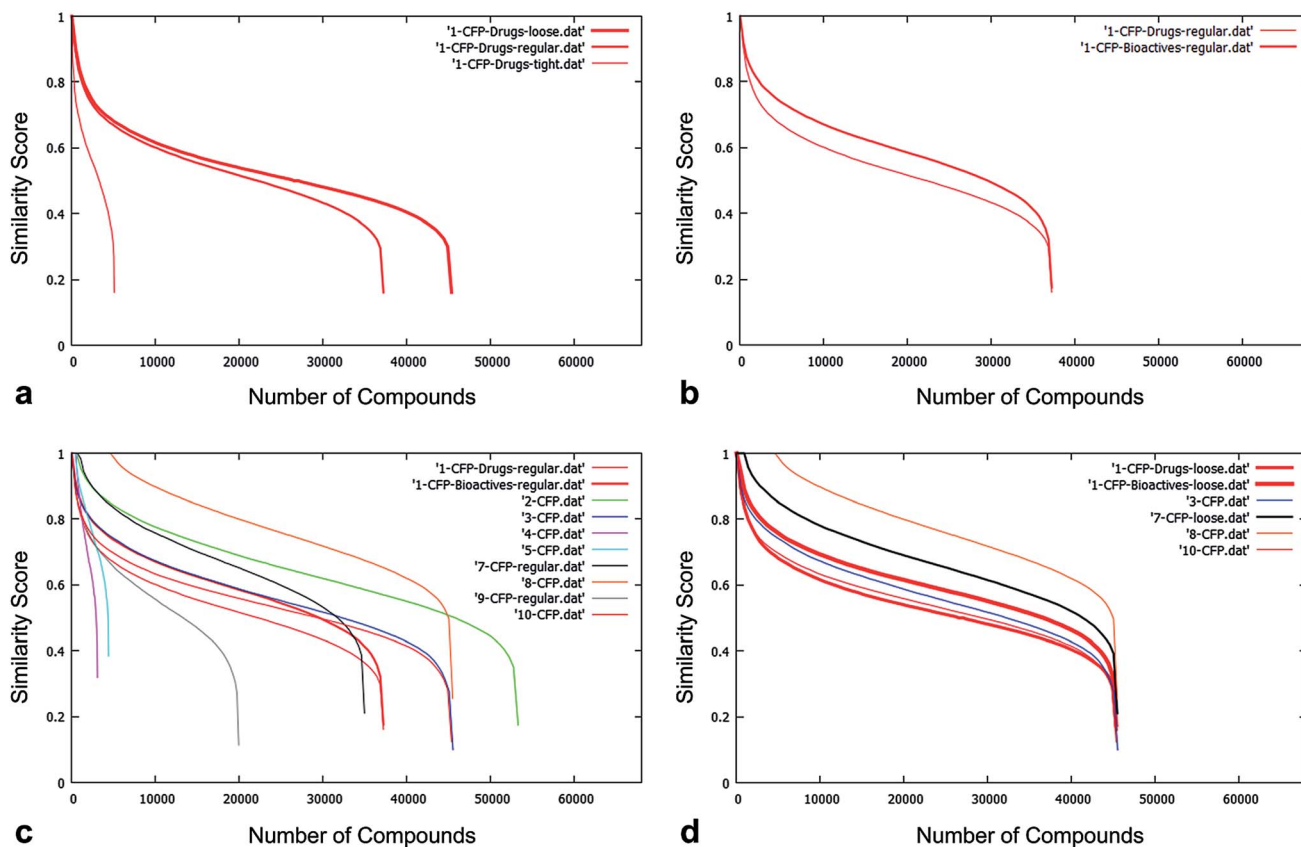 1
0.8
0.6
0.4
0.2
0
Similarity Score
'1-CFP-Drugs-loose.dat'
'1-CFP-Drugs-regular.dat'
'1-CFP-Drugs-tight.dat'
0 10000 20000 30000 40000 50000 60000
a
Number of Compounds
1
0.8
0.6
0.4
0.2
0
Similarity Score
'1-CFP-Drugs-regular.dat'
'1-CFP-Bioactives-regular.dat'
0 10000 20000 30000 40000 50000 60000
b
Number of Compounds
1
0.8
0.6
0.4
0.2
0
Similarity Score
'1-CFP-Drugs-regular.dat'
'1-CFP-Bioactives-regular.dat'
'2-CFP.dat'
'3-CFP.dat'
'4-CFP.dat'
'5-CFP.dat'
'7-CFP-regular.dat'
'8-CFP.dat'
'9-CFP-regular.dat'
'10-CFP.dat'
0 10000 20000 30000 40000 50000 60000
c
Number of Compounds
1
0.8
0.6
0.4
0.2
0
Similarity Score
'1-CFP-Drugs-loose.dat'
'1-CFP-Bioactives-loose.dat'
'3-CFP.dat'
'7-CFP-loose.dat'
'8-CFP.dat'
'10-CFP.dat'
0 10000 20000 30000 40000 50000 60000
d
Number of Compounds